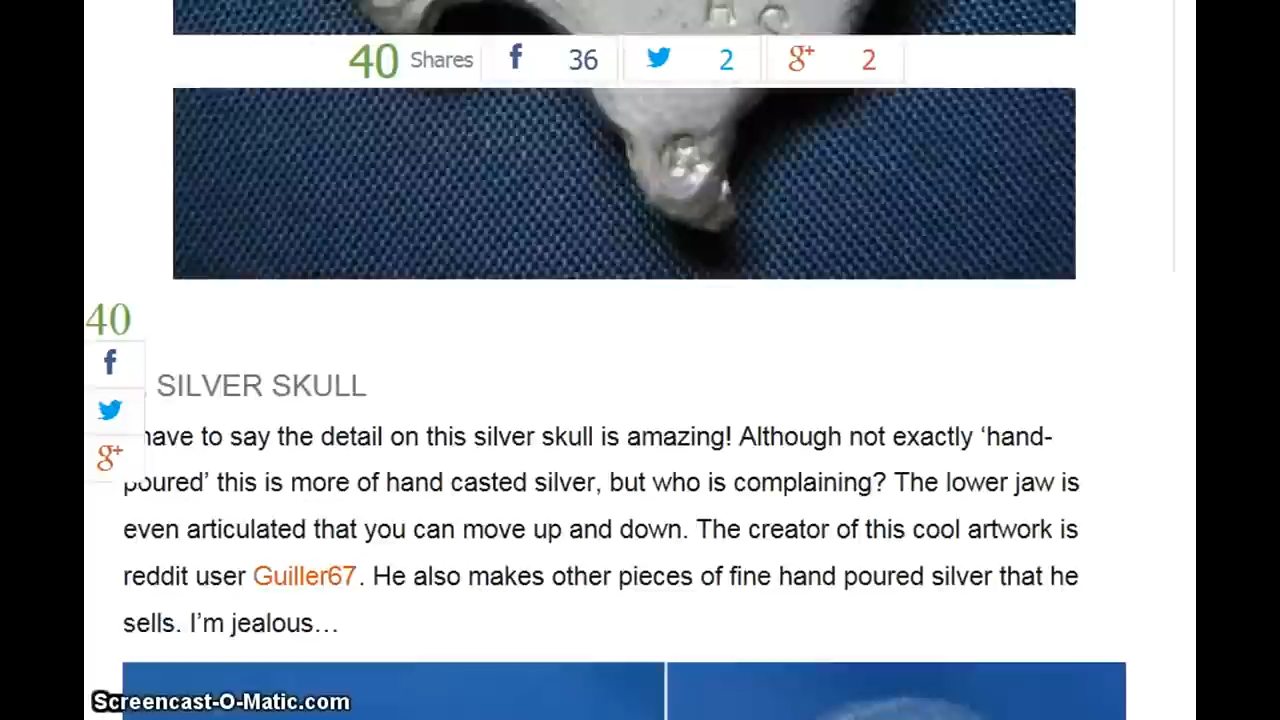 40 Shares 36 2 2
40
SILVER SKULL
have to say the detail on this silver skull is amazing! Although not exactly ‘hand-
poured’ this is more of hand casted silver, but who is complaining? The lower jaw is
even articulated that you can move up and down. The creator of this cool artwork is
reddit user Guiller67. He also makes other pieces of fine hand poured silver that he
sells. I’m jealous…
Screencast-O-Matic.com